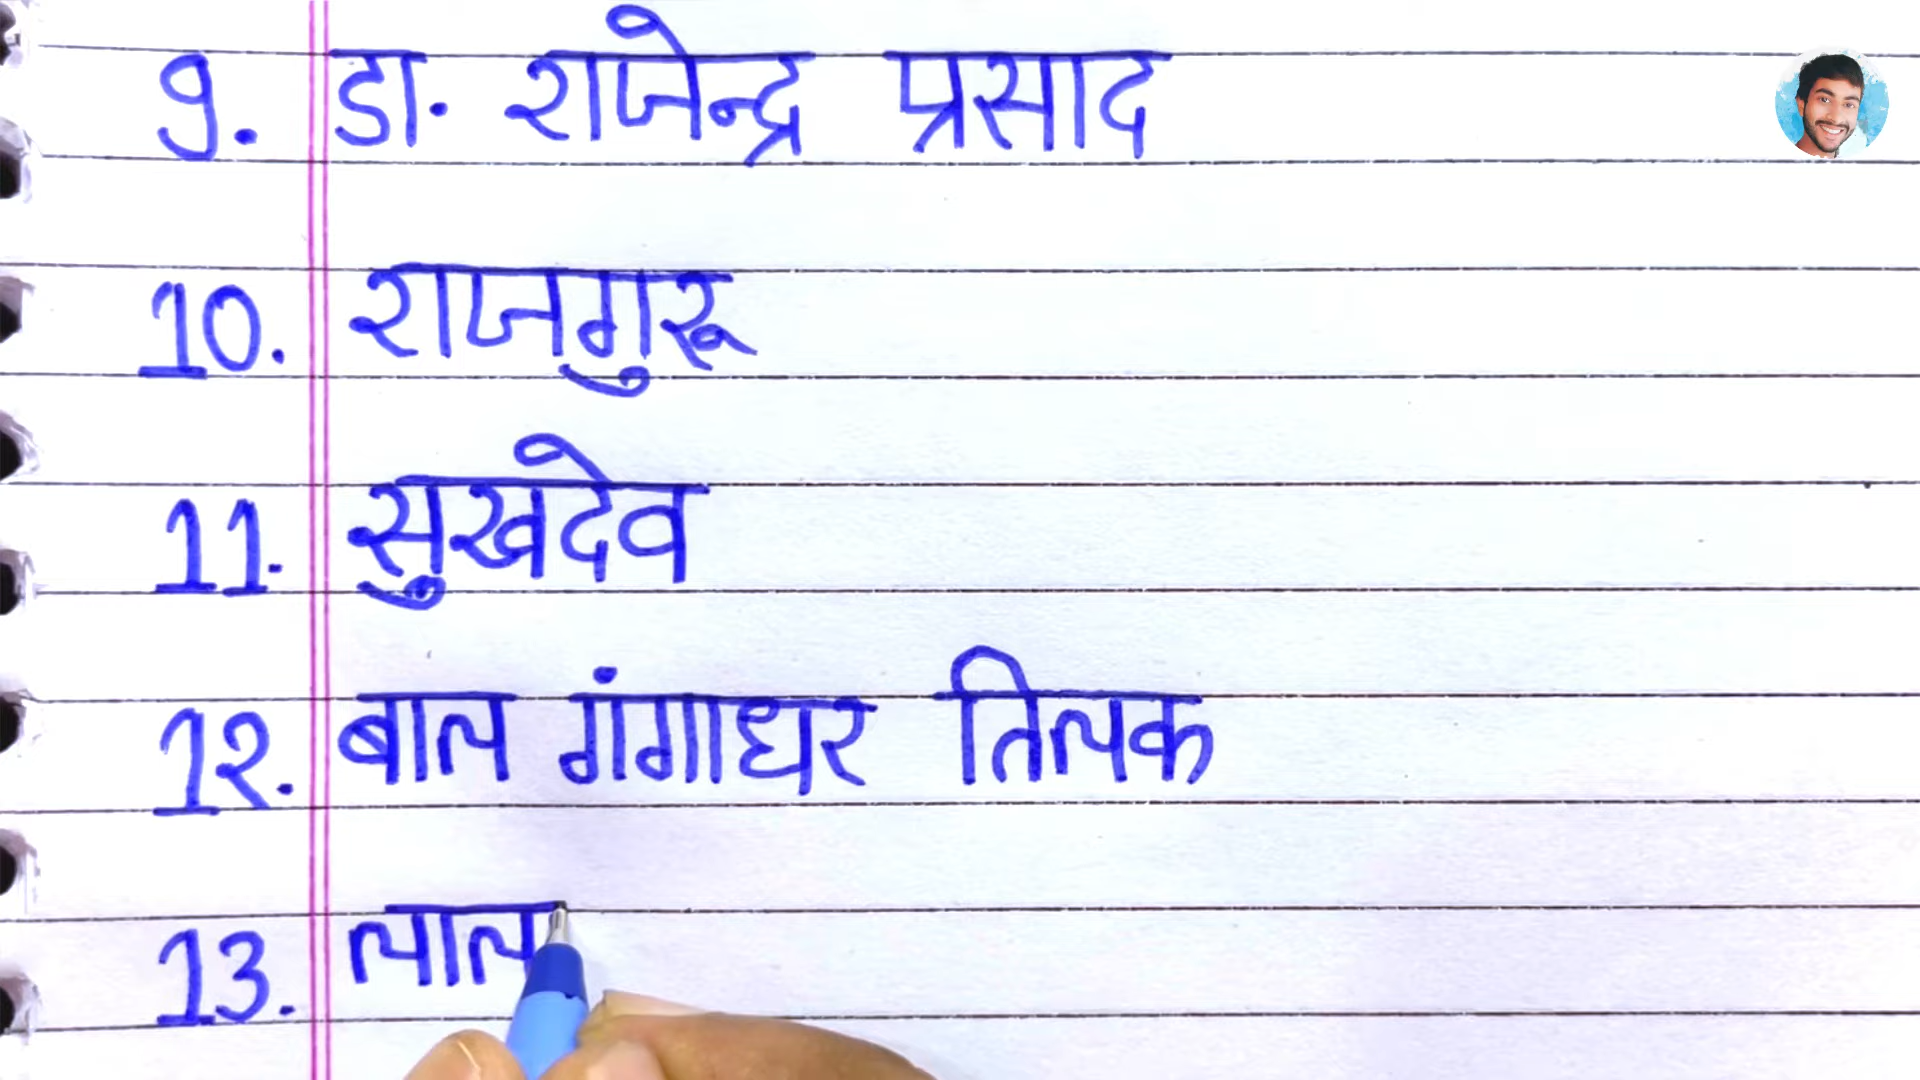 9. डा. राजेन्द्र प्रसाद
10. राजगुरू
11. सुखदेव
12. बाल गंगाधर तिलक
13. लाल